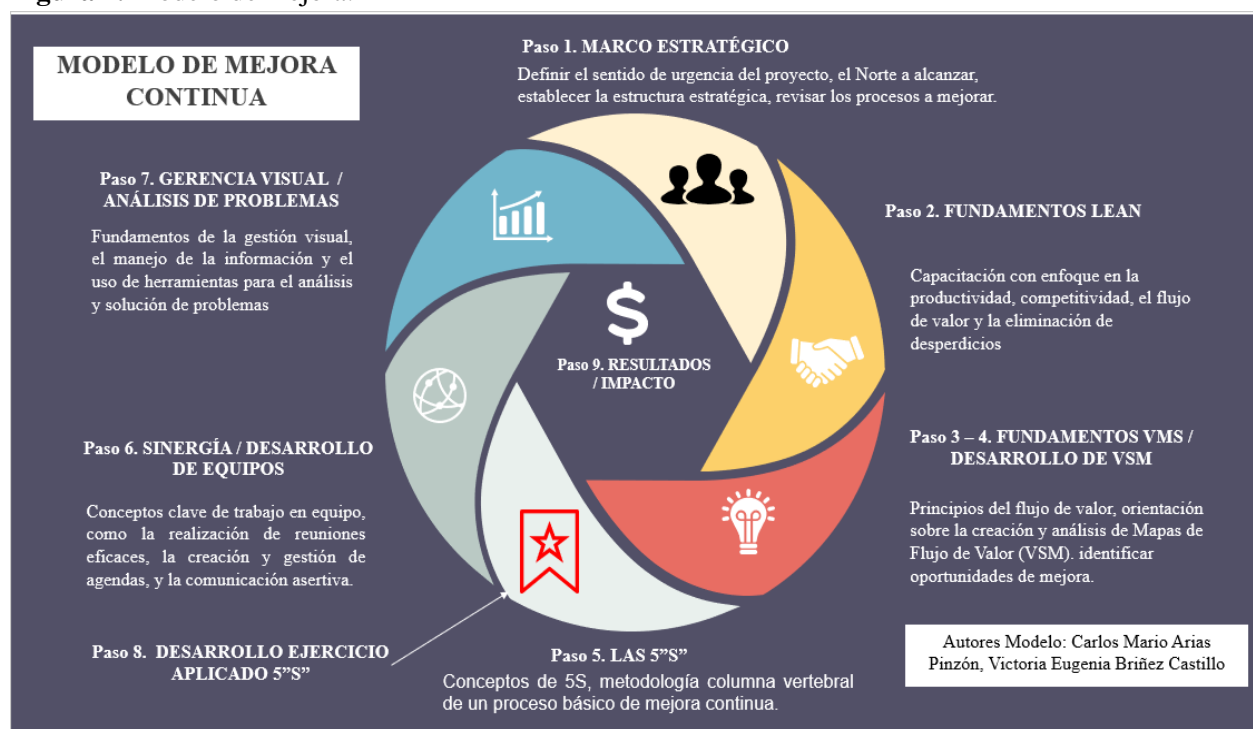 MODELO DE MEJORA
CONTINUA
Paso 1. MARCO ESTRATÉGICO
Definir el sentido de urgencia del proyecto, el Norte a alcanzar,
establecer la estructura estratégica, revisar los procesos a mejorar.
Paso 2. FUNDAMENTOS LEAN
Capacitación con enfoque en la
productividad, competitividad, el flujo
de valor y la eliminación de
desperdicios
Paso 3 – 4. FUNDAMENTOS VMS /
DESARROLLO DE VSM
Principios del flujo de valor, orientación
sobre la creación y análisis de Mapas de
Flujo de Valor (VSM). identificar
oportunidades de mejora.
Paso 5. LAS 5”S”
Conceptos de 5S, metodología columna vertebral
de un proceso básico de mejora continua.
Paso 6. SINERGÍA / DESARROLLO
DE EQUIPOS
Conceptos clave de trabajo en equipo,
como la realización de reuniones
eficaces, la creación y gestión de
agendas, y la comunicación asertiva.
Paso 7. GERENCIA VISUAL /
ANÁLISIS DE PROBLEMAS
Fundamentos de la gestión visual,
el manejo de la información y el
uso de herramientas para el análisis
y solución de problemas
Paso 8. DESARROLLO EJERCICIO
APLICADO 5”S”
$
Paso 9. RESULTADOS
/ IMPACTO
Autores Modelo: Carlos Mario Arias
Pinzón, Victoria Eugenia Briñez Castillo